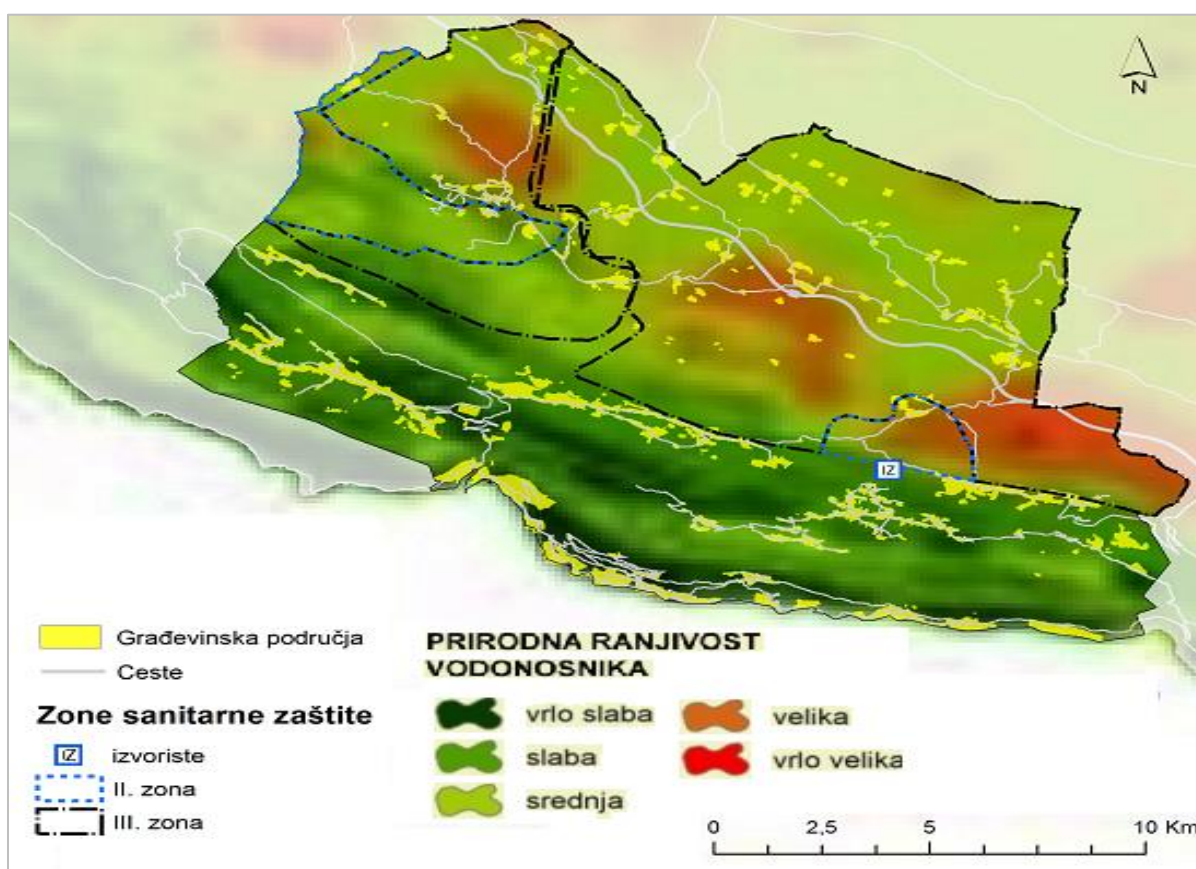 N
IZ
Građevinska područja
Ceste
Zone sanitarne zaštite
IZ izvoriste
II. zona
III. zona
PRIRODNA RANJIVOST
VODONOSNIKA
vrlo slaba
slaba
srednja
velika
vrlo velika
0 2,5 5 10 Km